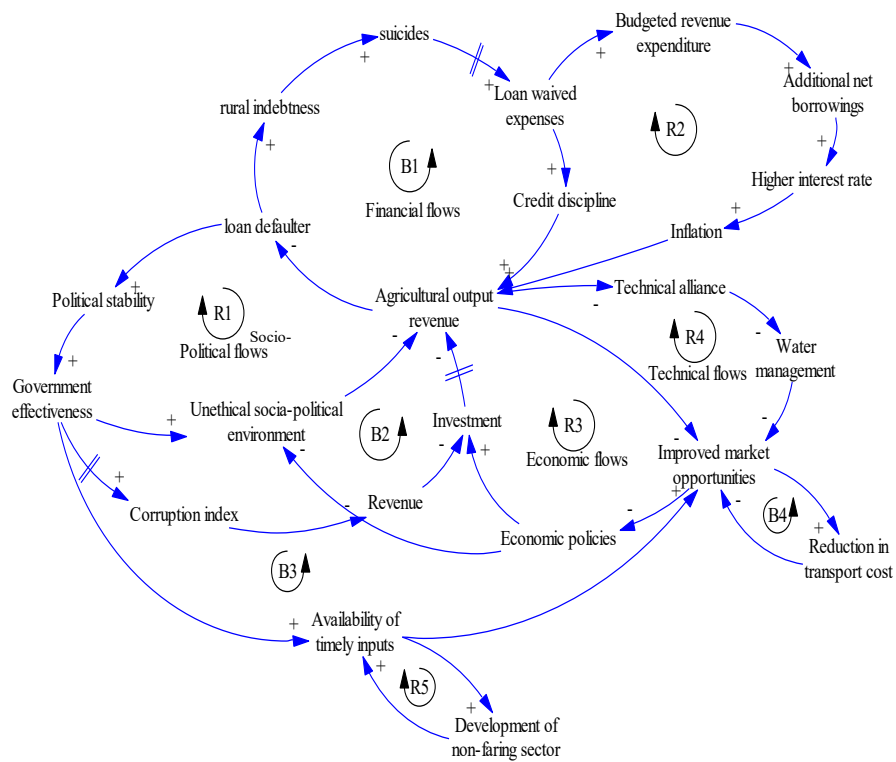 suicides
Budgeted revenue
expenditure
+
+
+
+
Loan waived
expenses
Additional net
borrowings
rural indebtness
R2
+
+
B1
+
Higher interest rate
Financial flows
Credit discipline
+
+
loan defaulter
-
Inflation
+
+
+
Political stability
Agricultural output
revenue
Technical alliance
-
R1
Socio-
Political flows
-
R4
-
Water
management
+
-
Technical flows
Government
effectiveness
Unethical socia-political
environment
+
B2
Investment
R3
Economic flows
-
-
Improved market
opportunities
-
-
+
+
Corruption index
-
Revenue
-
+
-
B4
+
Economic policies
Reduction in
transport cost
B3
+
Availability of
timely inputs
+
R5
+
Development of
non-faring sector